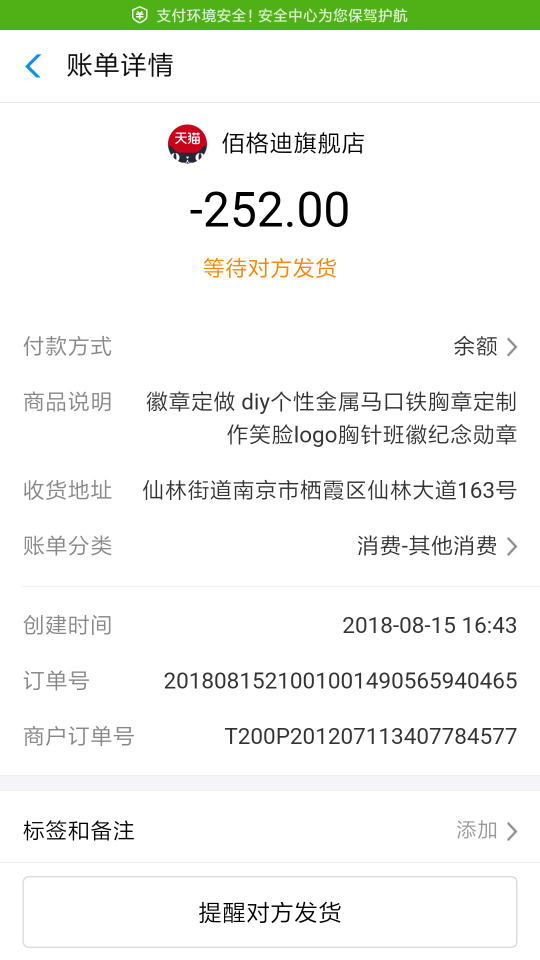 支付环境安全！安全中心为您保驾护航
账单详情
天猫
佰格迪旗舰店
-252.00
等待对方发货
付款方式 余额
商品说明 徽章定做 diy个性金属马口铁胸章定制
作笑脸logo胸针班徽纪念勋章
收货地址 仙林街道南京市栖霞区仙林大道163号
账单分类 消费-其他消费
创建时间 2018-08-15 16:43
订单号 2018081521001001490565940465
商户订单号 T200P201207113407784577
标签和备注 添加
提醒对方发货